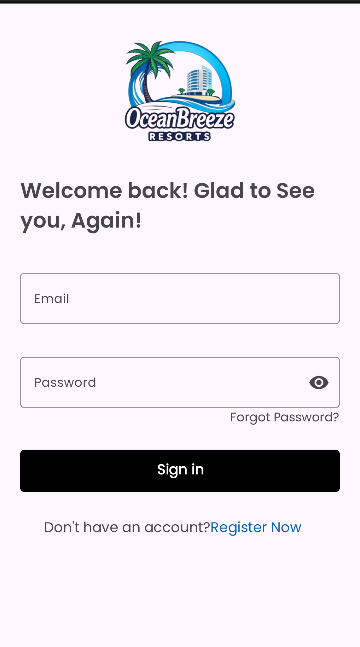 OceanBreeze
RESORTS
Welcome back! Glad to See
you, Again!
Email
Password
Forgot Password?
Sign in
Don't have an account?Register Now